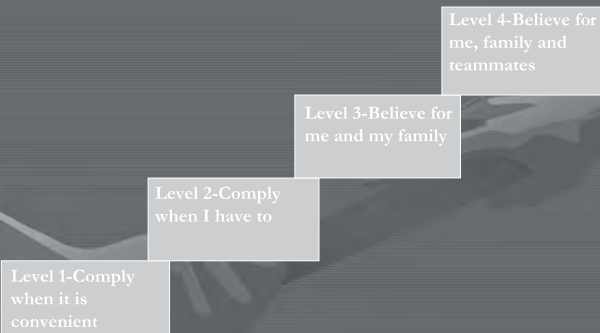 Level 4-Believe for
me, family and
teammates
Level 3-Believe for
me and my family
Level 2-Comply
when I have to
Level 1-Comply
when it is
convenient